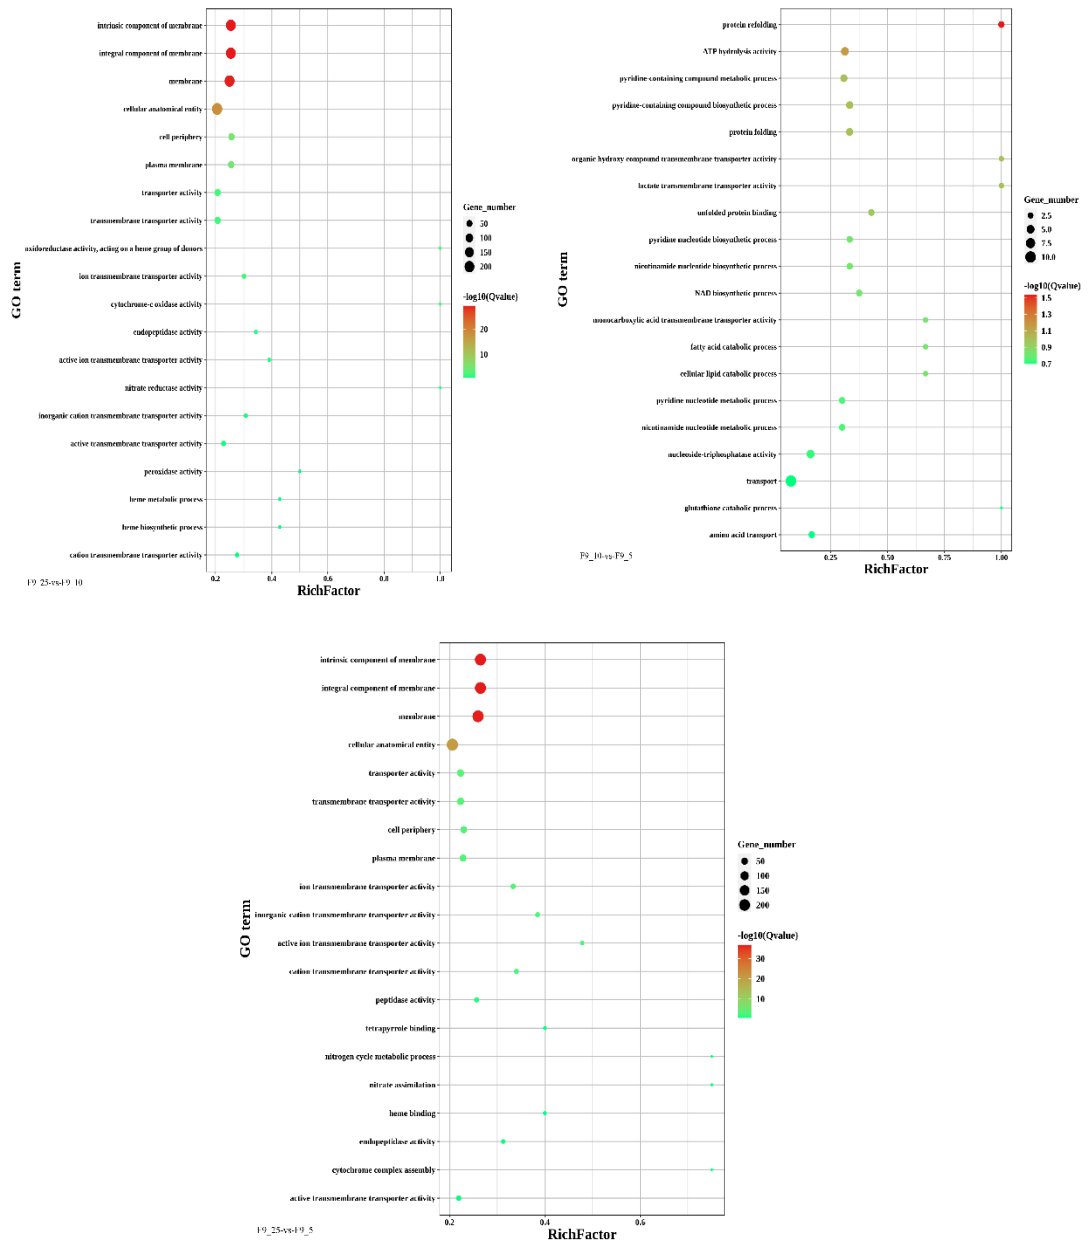 intrinsic component of membrane
integral component of membrane
membrane
cellular anatomical entity
cell periphery
plasma membrane
transporter activity
transmembrane transporter activity
oxidoreductase activity, acting on a heme group of donors
ion transmembrane transporter activity
cytochrome-c oxidase activity
endopeptidase activity
active ion transmembrane transporter activity
nitrate reductase activity
inorganic cation transmembrane transporter activity
active transmembrane transporter activity
peroxidase activity
heme metabolic process
heme biosynthetic process
cation transmembrane transporter activity
GO term
0.2 0.4 0.6 0.8 1.0
RichFactor
F9_25-vs-F9_10
Gene_number
50
100
150
200
-log10(Qvalue)
20
10
protein refolding
ATP hydrolysis activity
pyridine-containing compound metabolic process
pyridine-containing compound biosynthetic process
protein folding
organic hydroxy compound transmembrane transporter activity
lactate transmembrane transporter activity
unfolded protein binding
pyridine nucleotide biosynthetic process
nicotinamide nucleotide biosynthetic process
NAD biosynthetic process
monocarboxylic acid transmembrane transporter activity
fatty acid catabolic process
cellular lipid catabolic process
pyridine nucleotide metabolic process
nicotinamide nucleotide metabolic process
nucleoside-triphosphatase activity
transport
glutathione catabolic process
amino acid transport
GO term
0.25 0.50 0.75 1.00
RichFactor
F9_10-vs-F9_5
Gene_number
2.5
5.0
7.5
10.0
-log10(Qvalue)
1.5
1.3
1.1
0.9
0.7
intrinsic component of membrane
integral component of membrane
membrane
cellular anatomical entity
transporter activity
transmembrane transporter activity
cell periphery
plasma membrane
ion transmembrane transporter activity
inorganic cation transmembrane transporter activity
active ion transmembrane transporter activity
cation transmembrane transporter activity
peptidase activity
tetrapyrrole binding
nitrogen cycle metabolic process
nitrate assimilation
heme binding
endopeptidase activity
cytochrome complex assembly
active transmembrane transporter activity
GO term
0.2 0.4 0.6
RichFactor
F9_25-vs-F9_5
Gene_number
50
100
150
200
-log10(Qvalue)
30
20
10